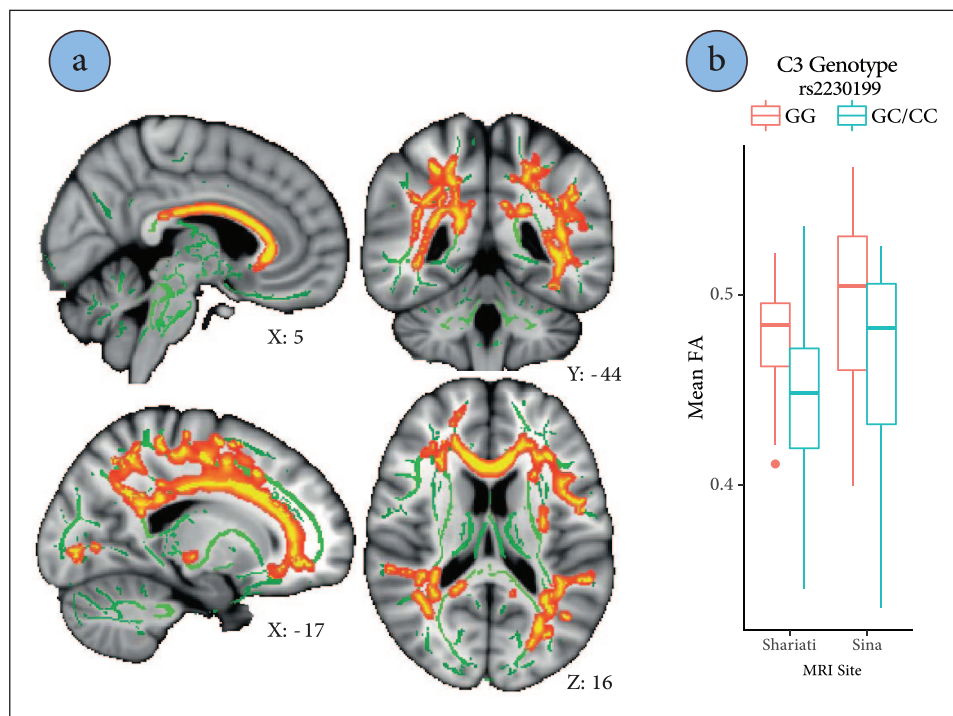 a
X: 5
Y: -44
X: -17
Z: 16
b
C3 Genotype
rs2230199
GG GC/CC
Mean FA
0.5
0.4
Shariati Sina
MRI Site